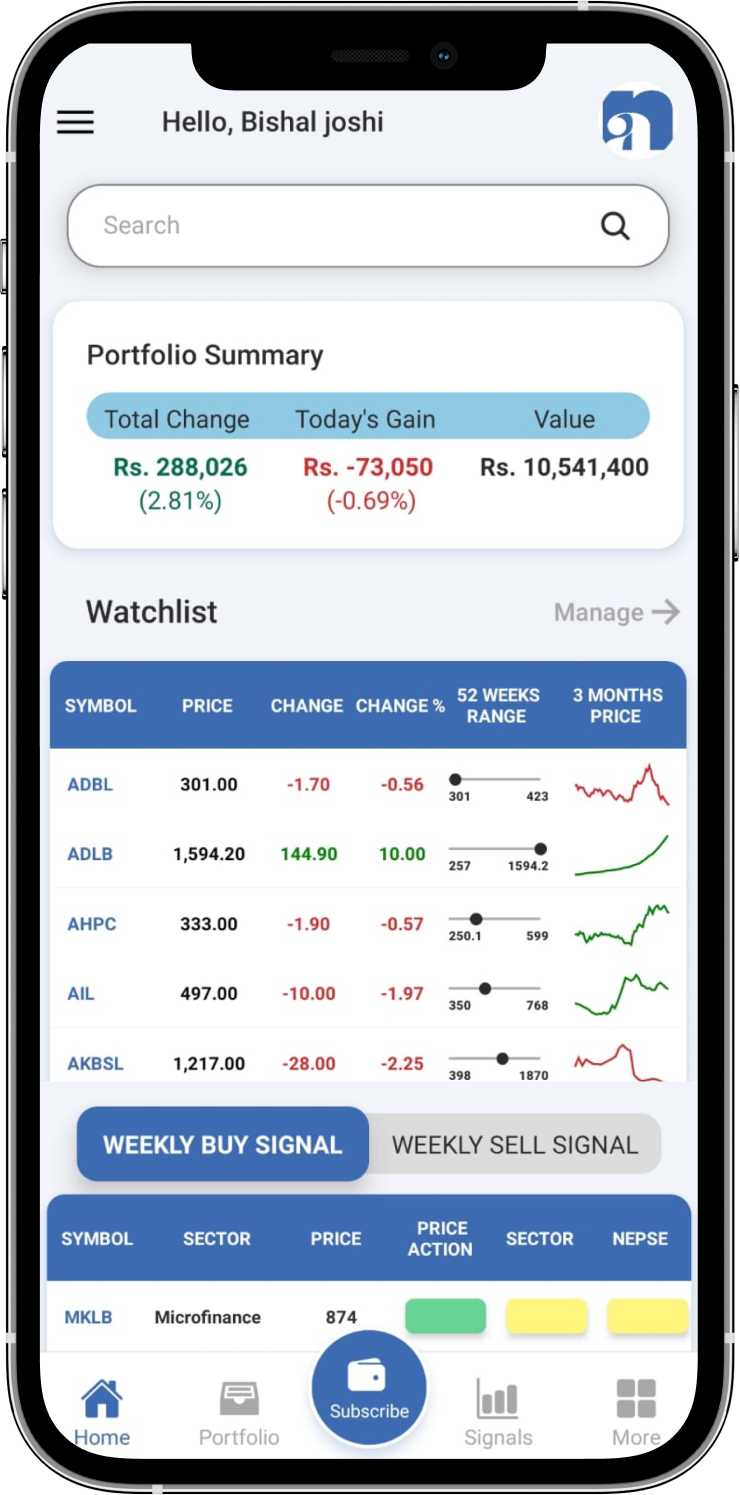 Hello, Bishal joshi
Search
Portfolio Summary
Total Change Today's Gain Value
Rs. 288,026 Rs. -73,050 Rs. 10,541,400
(2.81%) (-0.69%)
Watchlist Manage
SYMBOL PRICE CHANGE CHANGE % 52 WEEKS RANGE 3 MONTHS PRICE
ADBL 301.00 -1.70 -0.56 301 423
ADLB 1,594.20 144.90 10.00 257 1594.2
AHPC 333.00 -1.90 -0.57 250.1 599
AIL 497.00 -10.00 -1.97 350 768
AKBSL 1,217.00 -28.00 -2.25 398 1870
WEEKLY BUY SIGNAL WEEKLY SELL SIGNAL
SYMBOL SECTOR PRICE PRICE ACTION SECTOR NEPSE
MKLB Microfinance 874
Home Portfolio Subscribe Signals More